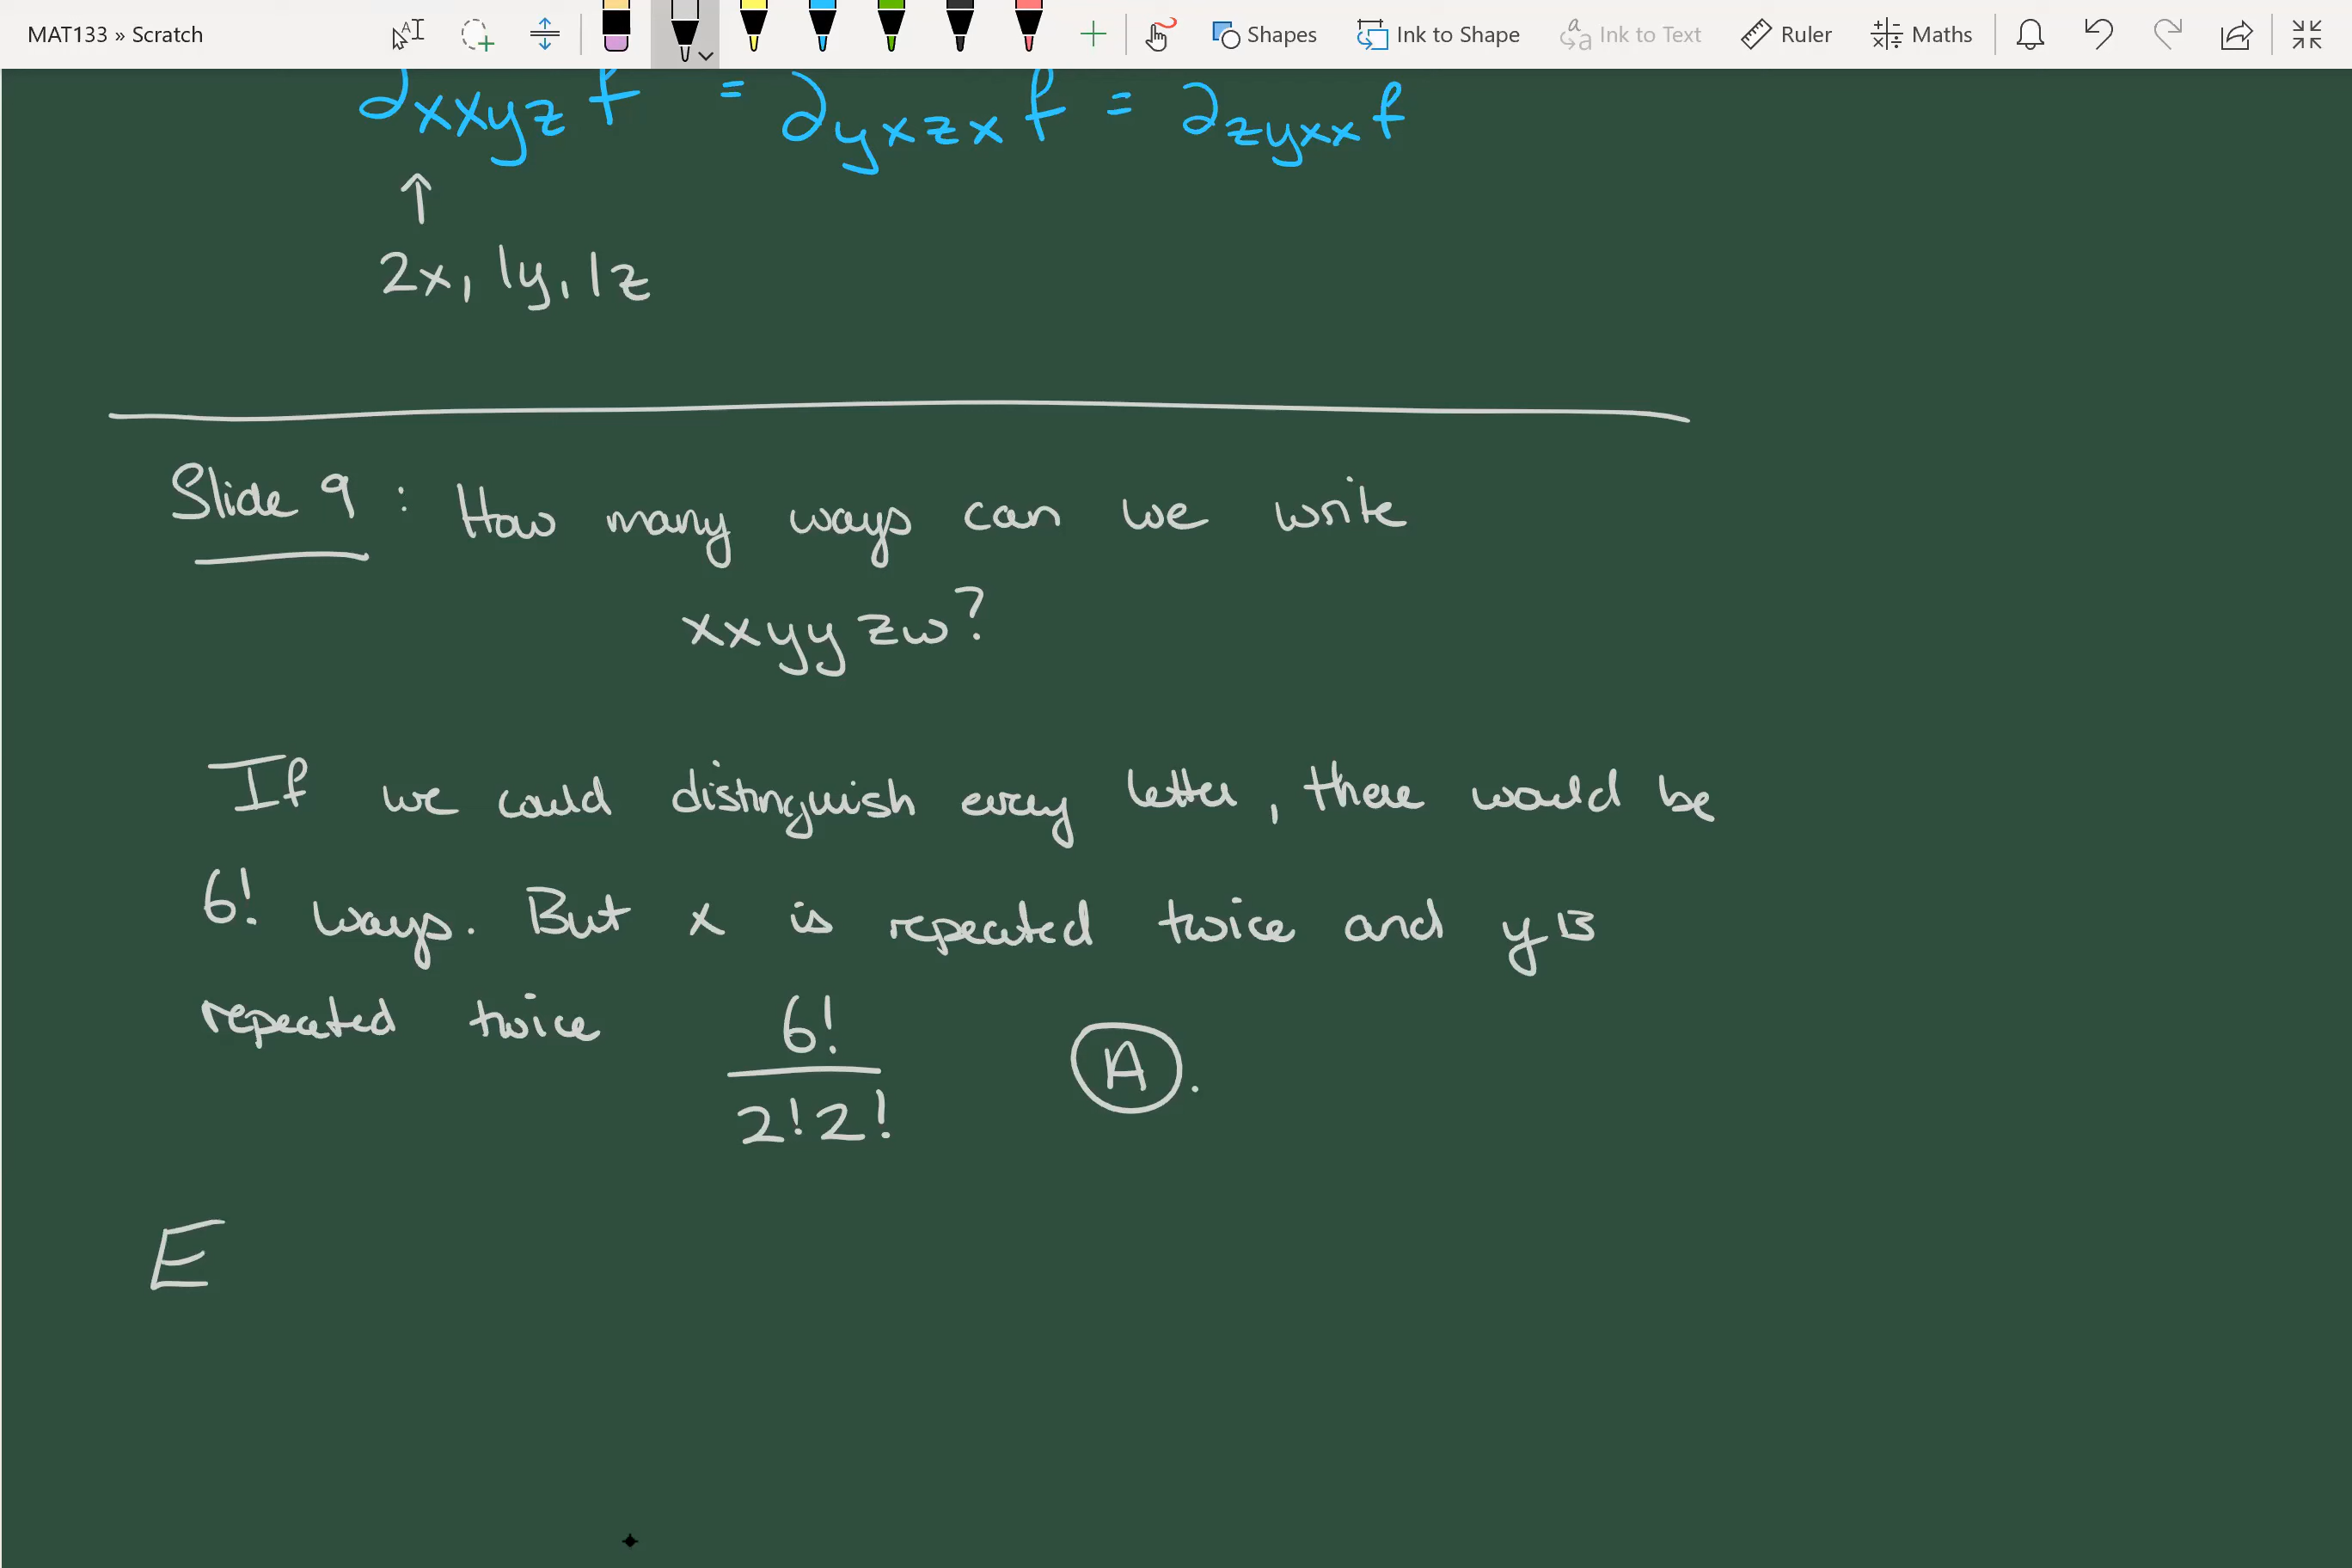 MAT133 » Scratch
Shapes Ink to Shape Ink to Text Ruler Maths
∂xxyz f = ∂yxzx f = ∂zyxx f
↑
2x, 1y, 1z
Slide 9 : How many ways can we write
xxyyzw?
If we could distinguish every letter, there would be
6! ways. But x is repeated twice and y is
repeated twice 6! / 2!2! A.
E